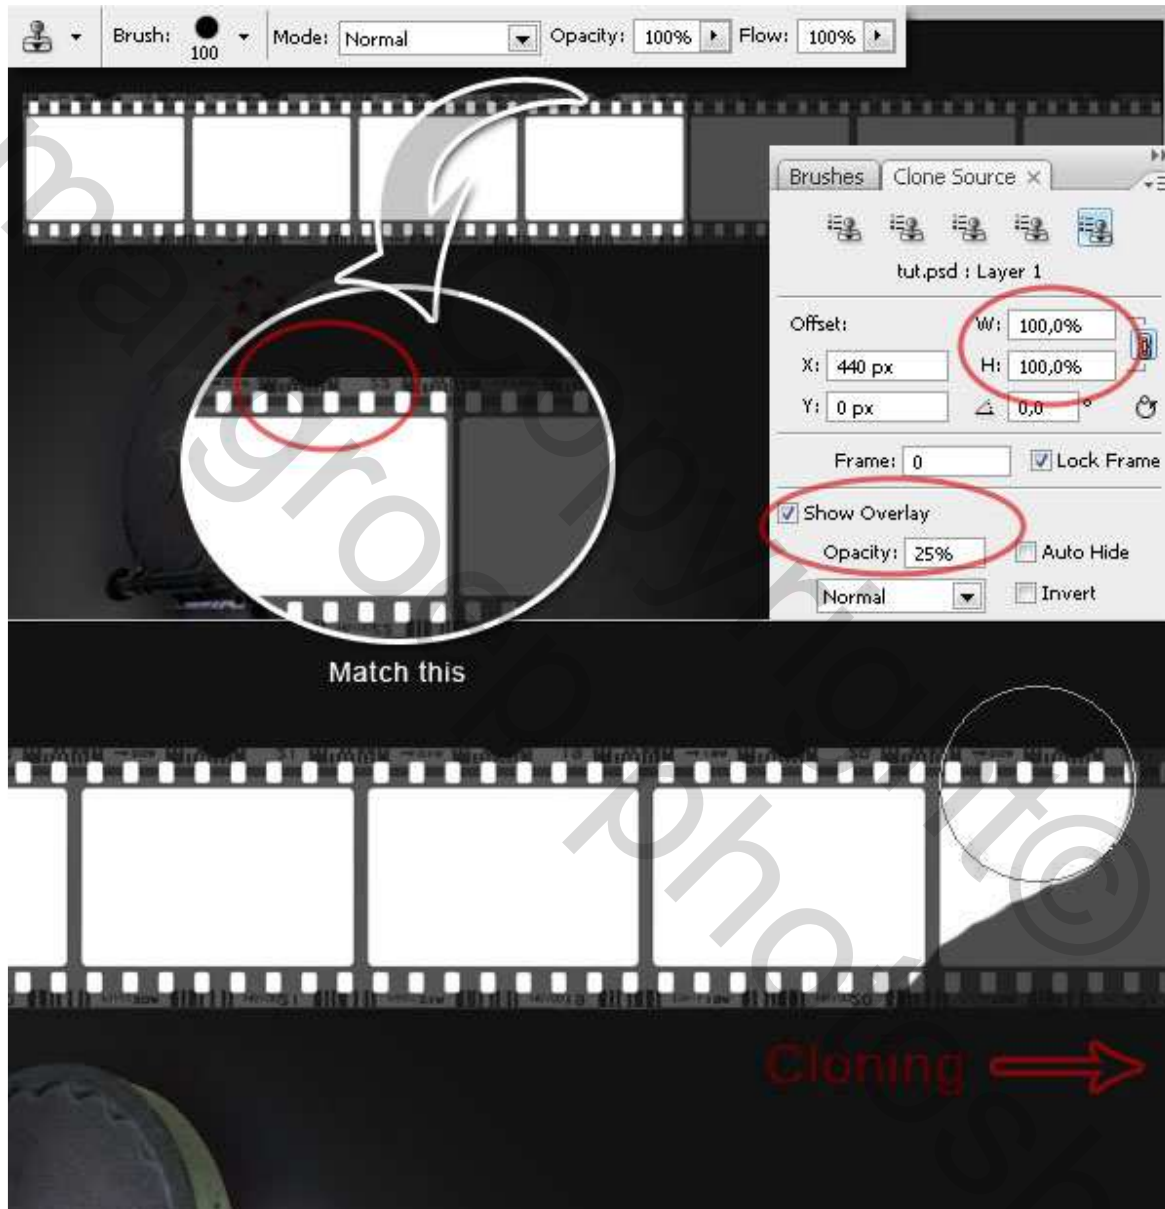 Brush: 100 Mode: Normal Opacity: 100% Flow: 100%
Brushes Clone Source ×
tut.psd : Layer 1
Offset: W: 100,0%
X: 440 px H: 100,0%
Y: 0 px 0,0 °
Frame: 0 Lock Frame
Show Overlay
Opacity: 25% Auto Hide
Normal Invert
Match this
Cloning
Copyright©